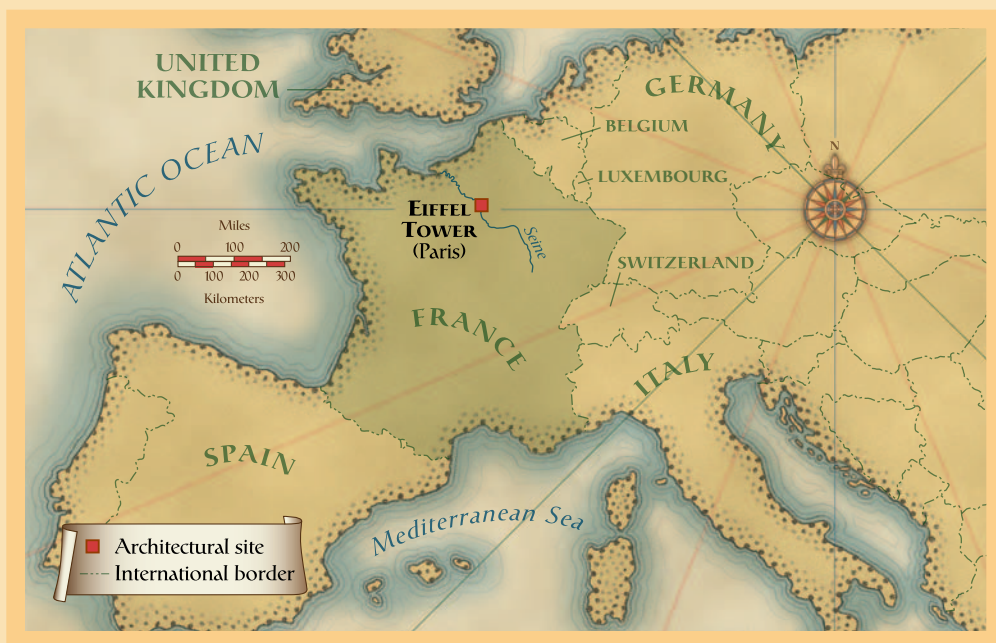 UNITED
KINGDOM
GERMANY
BELGIUM
N
ATLANTIC OCEAN
LUXEMBOURG
EIFFEL
TOWER
(Paris)
Seine
Miles
0 100 200
0 100 200 300
Kilometers
SWITZERLAND
FRANCE
ITALY
SPAIN
Mediterranean Sea
Architectural site
International border